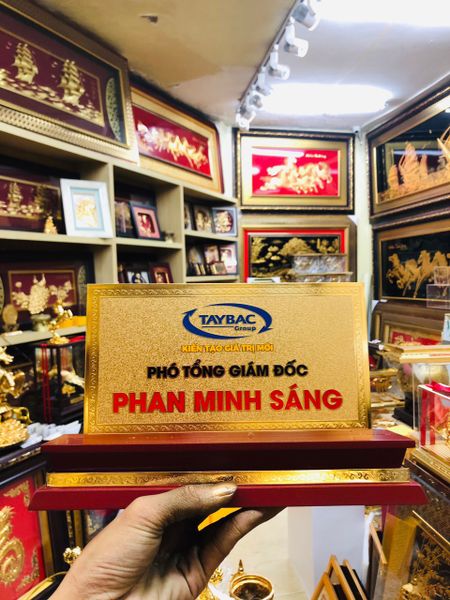 TAYBAC
Group
KIẾN TẠO GIÁ TRỊ MỚI
PHÓ TỔNG GIÁM ĐỐC
PHAN MINH SÁNG